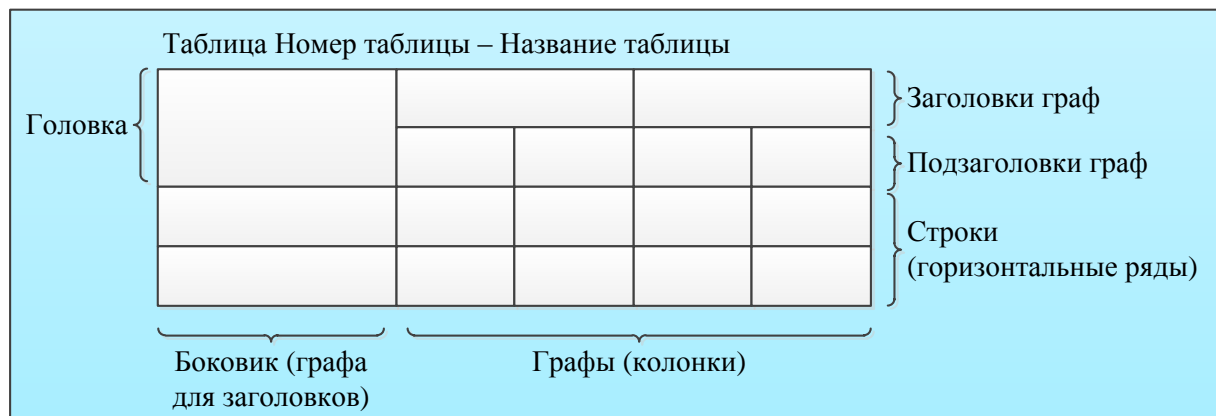 Таблица Номер таблицы – Название таблицы
Головка
Заголовки граф
Подзаголовки граф
Строки
(горизонтальные ряды)
Боковик (графа
для заголовков)
Графы (колонки)